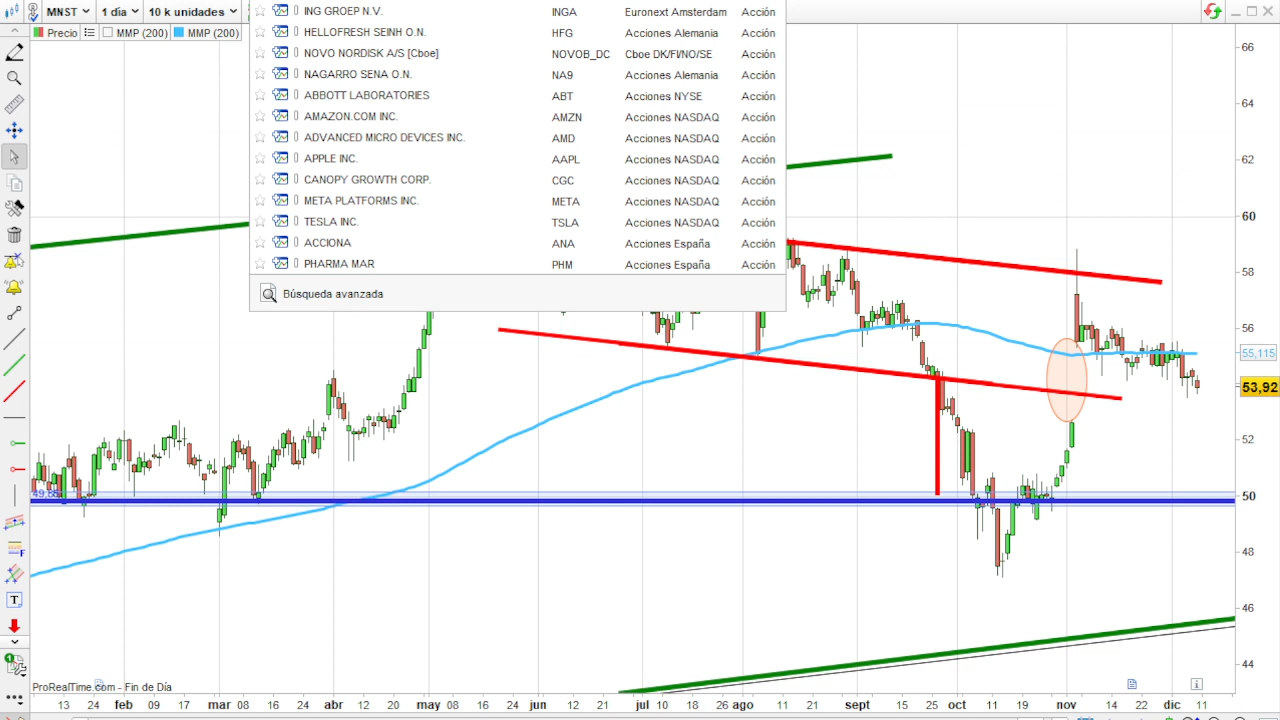 MNST 1 día 10 k unidades
Precio MMP (200) MMP (200)
ING GROEP N.V. INGA Euronext Amsterdam Acción
HELLOFRESH SEINH O.N. HFG Acciones Alemania Acción
NOVO NORDISK A/S [Cboe] NOVOB_DC Cboe DK/FI/NO/SE Acción
NAGARRO SENA O.N. NA9 Acciones Alemania Acción
ABBOTT LABORATORIES ABT Acciones NYSE Acción
AMAZON.COM INC. AMZN Acciones NASDAQ Acción
ADVANCED MICRO DEVICES INC. AMD Acciones NASDAQ Acción
APPLE INC. AAPL Acciones NASDAQ Acción
CANOPY GROWTH CORP. CGC Acciones NASDAQ Acción
META PLATFORMS INC. META Acciones NASDAQ Acción
TESLA INC. TSLA Acciones NASDAQ Acción
ACCIONA ANA Acciones España Acción
PHARMA MAR PHM Acciones España Acción
Búsqueda avanzada
66
64
62
60
58
56
55,115
53,92
52
50
48
46
44
ProRealTime.com - Fin de Día
13 24 feb 09 17 mar 08 16 24 abr 12 20 may 08 16 24 jun 12 21 jul 10 18 26 ago 11 22 sept 15 25 oct 11 19 nov 14 22 dic 11